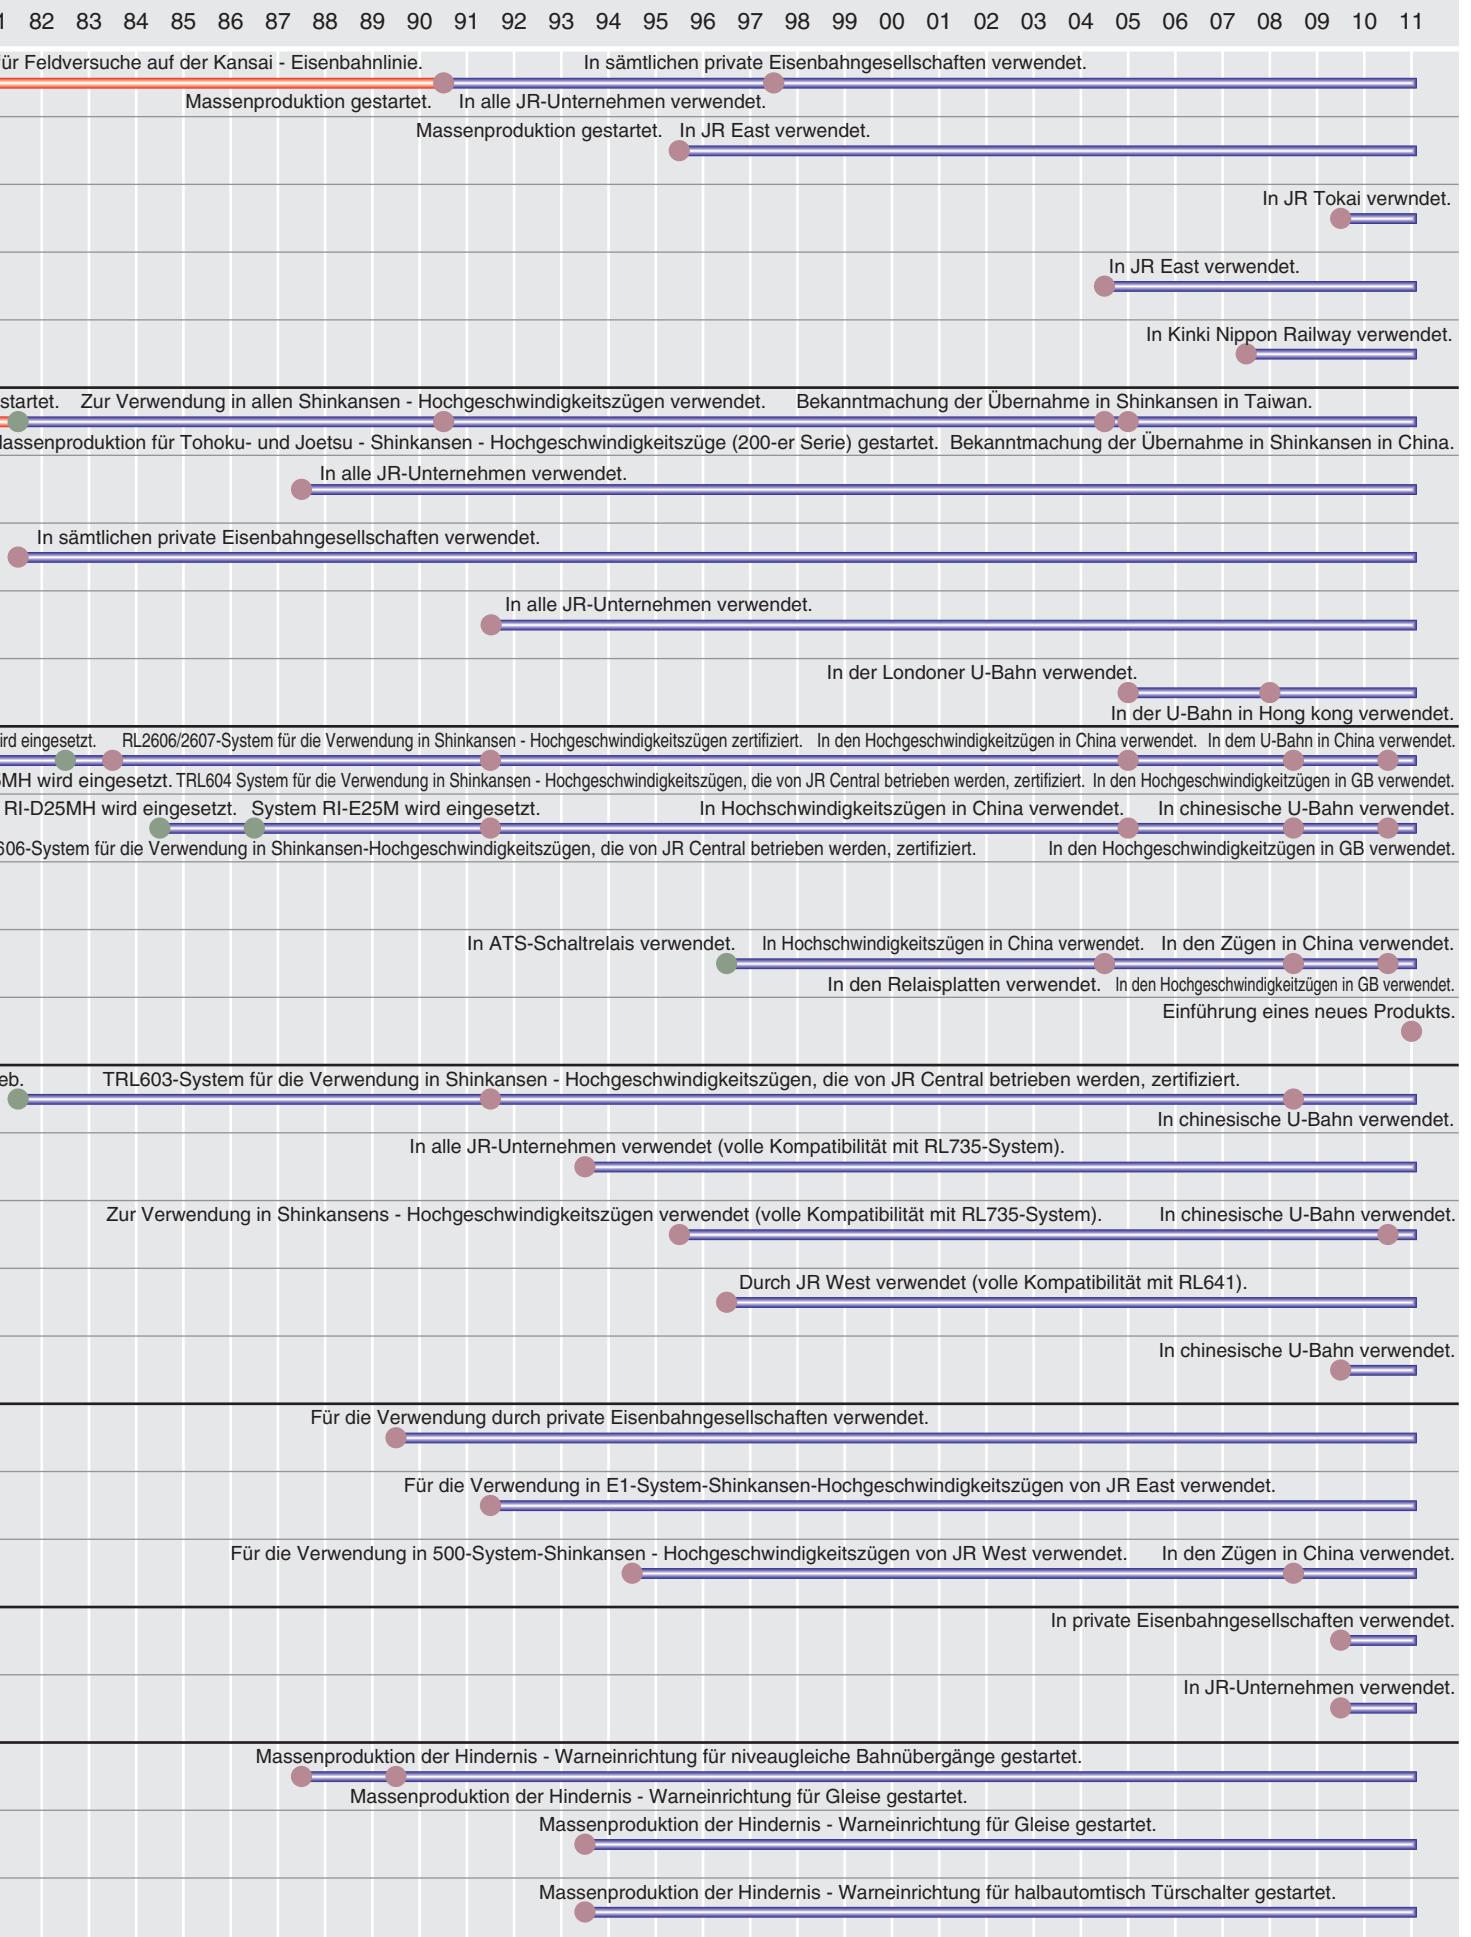 82 83 84 85 86 87 88 89 90 91 92 93 94 95 96 97 98 99 00 01 02 03 04 05 06 07 08 09 10 11
für Feldversuche auf der Kansai - Eisenbahnlinie. In sämtlichen private Eisenbahngesellschaften verwendet.
Massenproduktion gestartet. In alle JR-Unternehmen verwendet.
Massenproduktion gestartet. In JR East verwendet.
In JR Tokai verwndet.
In JR East verwendet.
In Kinki Nippon Railway verwendet.
startet. Zur Verwendung in allen Shinkansen - Hochgeschwindigkeitszügen verwendet. Bekanntmachung der Übernahme in Shinkansen in Taiwan.
Massenproduktion für Tohoku- und Joetsu - Shinkansen - Hochgeschwindigkeitszüge (200-er Serie) gestartet. Bekanntmachung der Übernahme in Shinkansen in China.
In alle JR-Unternehmen verwendet.
In sämtlichen private Eisenbahngesellschaften verwendet.
In alle JR-Unternehmen verwendet.
In der Londoner U-Bahn verwendet.
In der U-Bahn in Hong kong verwendet.
ird eingesetzt. RL2606/2607-System für die Verwendung in Shinkansen - Hochgeschwindigkeitszügen zertifiziert. In den Hochgeschwindigkeitzügen in China verwendet. In dem U-Bahn in China verwendet.
5MH wird eingesetzt. TRL604 System für die Verwendung in Shinkansen - Hochgeschwindigkeitszügen, die von JR Central betrieben werden, zertifiziert. In den Hochgeschwindigkeitzügen in GB verwendet.
RI-D25MH wird eingesetzt. System RI-E25M wird eingesetzt. In Hochschwindigkeitszügen in China verwendet. In chinesische U-Bahn verwendet.
606-System für die Verwendung in Shinkansen-Hochgeschwindigkeitszügen, die von JR Central betrieben werden, zertifiziert. In den Hochgeschwindigkeitzügen in GB verwendet.
In ATS-Schaltrelais verwendet. In Hochschwindigkeitszügen in China verwendet. In den Zügen in China verwendet.
In den Relaisplatten verwendet. In den Hochgeschwindigkeitzügen in GB verwendet.
Einführung eines neues Produkts.
eb. TRL603-System für die Verwendung in Shinkansen - Hochgeschwindigkeitszügen, die von JR Central betrieben werden, zertifiziert.
In chinesische U-Bahn verwendet.
In alle JR-Unternehmen verwendet (volle Kompatibilität mit RL735-System).
Zur Verwendung in Shinkansens - Hochgeschwindigkeitszügen verwendet (volle Kompatibilität mit RL735-System). In chinesische U-Bahn verwendet.
Durch JR West verwendet (volle Kompatibilität mit RL641).
In chinesische U-Bahn verwendet.
Für die Verwendung durch private Eisenbahngesellschaften verwendet.
Für die Verwendung in E1-System-Shinkansen-Hochgeschwindigkeitszügen von JR East verwendet.
Für die Verwendung in 500-System-Shinkansen - Hochgeschwindigkeitszügen von JR West verwendet. In den Zügen in China verwendet.
In private Eisenbahngesellschaften verwendet.
In JR-Unternehmen verwendet.
Massenproduktion der Hindernis - Warneinrichtung für niveaugleiche Bahnübergänge gestartet.
Massenproduktion der Hindernis - Warneinrichtung für Gleise gestartet.
Massenproduktion der Hindernis - Warneinrichtung für Gleise gestartet.
Massenproduktion der Hindernis - Warneinrichtung für halbautomtisch Türschalter gestartet.